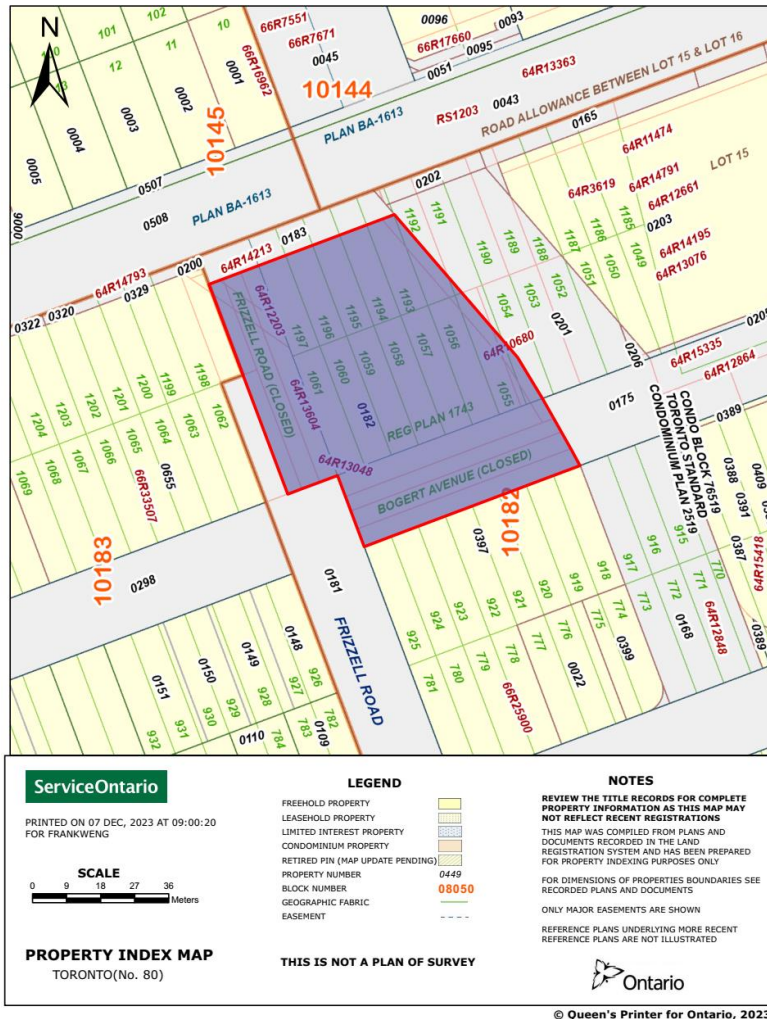 N
100
101
102
10
11
12
13
0001
0002
0003
0004
0005
9000
66R16962
10145
66R7551
66R7671
0045
10144
0096
0093
66R17660
0095
0051
64R13363
RS1203
0043
PLAN BA-1613
ROAD ALLOWANCE BETWEEN LOT 15 & LOT 16
0165
0507
0508
PLAN BA-1613
0202
64R11474
LOT 15
64R3619
64R14791
64R12661
0203
64R14195
64R13076
1192
1191
1190
1189
1188
1187
1186
1185
1049
1050
1051
1052
1053
1054
0201
0183
64R14213
0200
64R14793
0329
0320
0322
64R12203
FRIZZELL ROAD (CLOSED)
1197
1196
1195
1194
1193
1061
1060
1059
1058
1057
1056
1055
0182
64R13604
64R10680
REG PLAN 1743
64R13048
BOGERT AVENUE (CLOSED)
0206
0205
64R15335
64R12864
0175
0389
CONDO BLOCK 76519
TORONTO STANDARD
CONDOMINIUM PLAN 2519
1204
1203
1202
1201
1200
1199
1198
1069
1068
1067
1066
1065
1064
1063
1062
66R33507
0655
10183
0298
0181
FRIZZELL ROAD
10182
0397
925
924
923
922
921
920
919
918
917
916
915
781
780
779
778
777
776
775
774
773
772
771
770
66R25900
0022
0399
0168
64R12848
0388
0391
0387
0409
64R15418
0389
0151
0150
0149
0148
932
931
930
929
928
927
926
0110
784
783
782
0109
ServiceOntario
PRINTED ON 07 DEC, 2023 AT 09:00:20
FOR FRANKWENG
SCALE
0 9 18 27 36
Meters
PROPERTY INDEX MAP
TORONTO(No. 80)
LEGEND
FREEHOLD PROPERTY
LEASEHOLD PROPERTY
LIMITED INTEREST PROPERTY
CONDOMINIUM PROPERTY
RETIRED PIN (MAP UPDATE PENDING)
PROPERTY NUMBER 0449
BLOCK NUMBER 08050
GEOGRAPHIC FABRIC
EASEMENT
THIS IS NOT A PLAN OF SURVEY
NOTES
REVIEW THE TITLE RECORDS FOR COMPLETE
PROPERTY INFORMATION AS THIS MAP MAY
NOT REFLECT RECENT REGISTRATIONS
THIS MAP WAS COMPILED FROM PLANS AND
DOCUMENTS RECORDED IN THE LAND
REGISTRATION SYSTEM AND HAS BEEN PREPARED
FOR PROPERTY INDEXING PURPOSES ONLY
FOR DIMENSIONS OF PROPERTIES BOUNDARIES SEE
RECORDED PLANS AND DOCUMENTS
ONLY MAJOR EASEMENTS ARE SHOWN
REFERENCE PLANS UNDERLYING MORE RECENT
REFERENCE PLANS ARE NOT ILLUSTRATED
Ontario
© Queen's Printer for Ontario, 2023